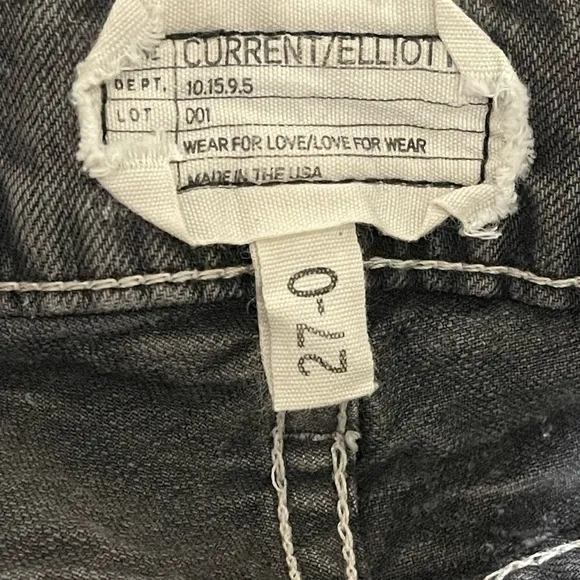 CURRENT/ELLIOTT
DEPT. 10.15.9.5
LOT 001
WEAR FOR LOVE/LOVE FOR WEAR
MADE IN THE USA
27-0